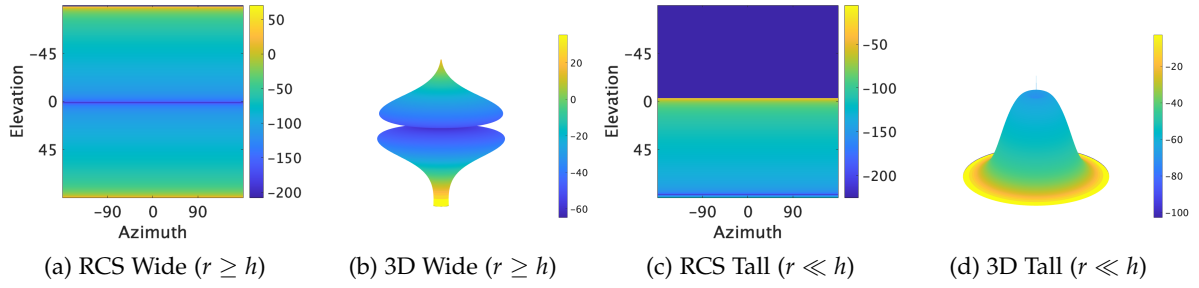 50
0
-50
-100
-150
-200
-45
0
45
Elevation
-90 0 90
Azimuth
20
0
-20
-40
-60
-50
-100
-150
-200
-45
0
45
Elevation
-90 0 90
Azimuth
-20
-40
-60
-80
-100
(a) RCS Wide (r ≥ h)
(b) 3D Wide (r ≥ h)
(c) RCS Tall (r ≪ h)
(d) 3D Tall (r ≪ h)